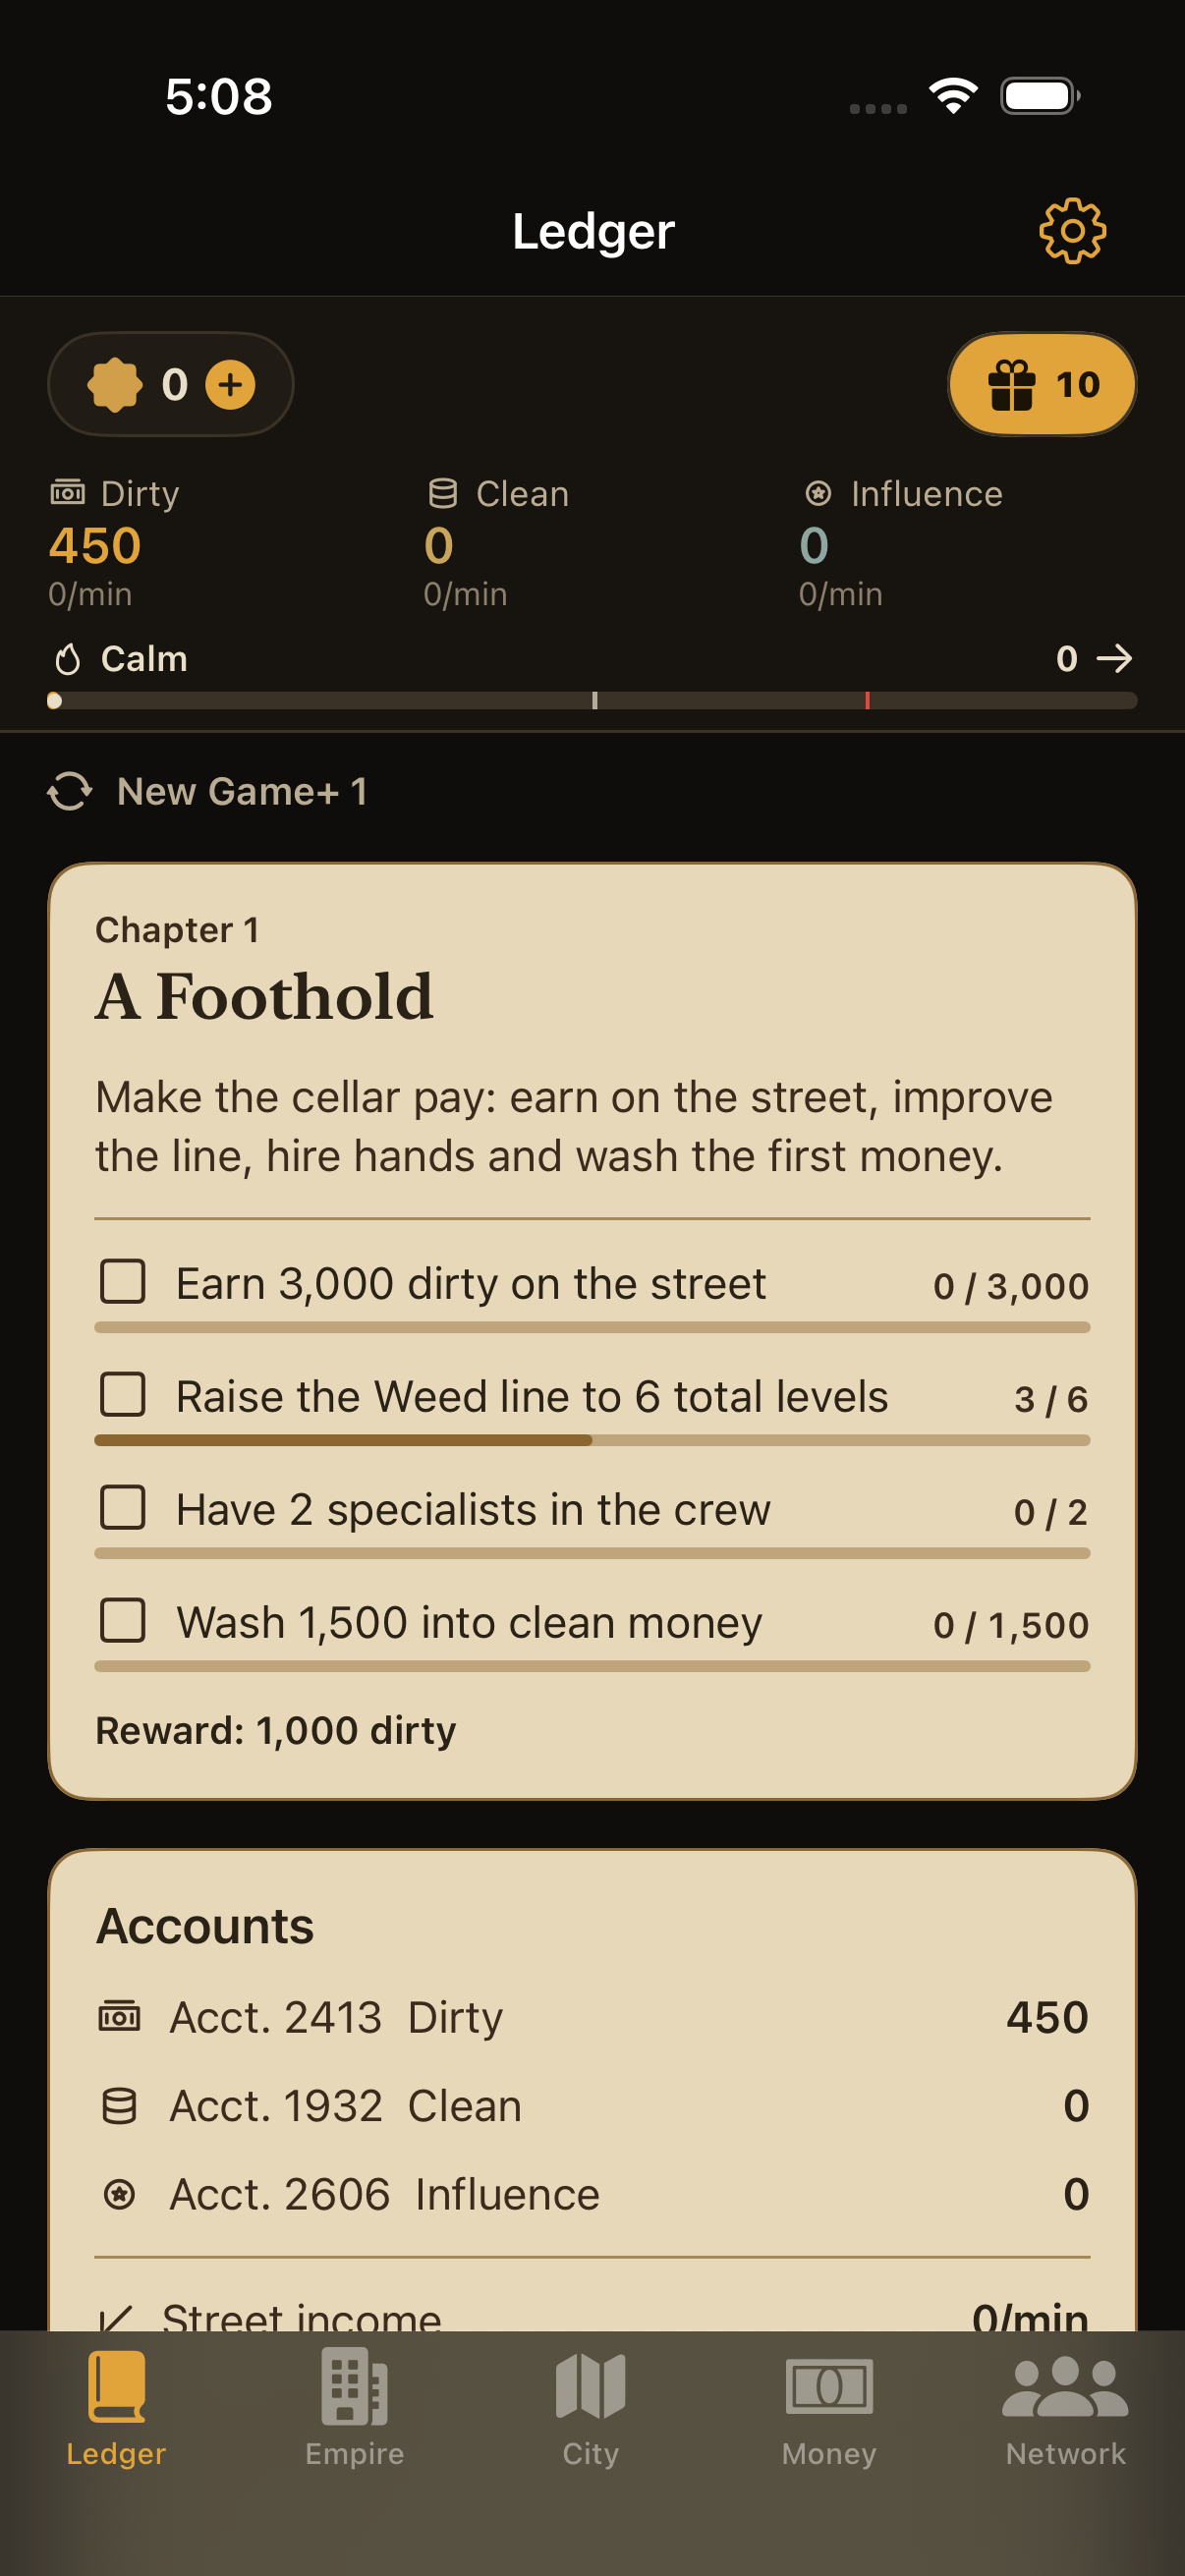 5:08
Ledger
0
10
Dirty
Clean
Influence
450
0
0
0/min
0/min
0/min
Calm
0
New Game+ 1
Chapter 1
A Foothold
Make the cellar pay: earn on the street, improve
the line, hire hands and wash the first money.
Earn 3,000 dirty on the street 0 / 3,000
Raise the Weed line to 6 total levels 3 / 6
Have 2 specialists in the crew 0 / 2
Wash 1,500 into clean money 0 / 1,500
Reward: 1,000 dirty
Accounts
Acct. 2413 Dirty 450
Acct. 1932 Clean 0
Acct. 2606 Influence 0
Street income 0/min
Ledger
Empire
City
Money
Network